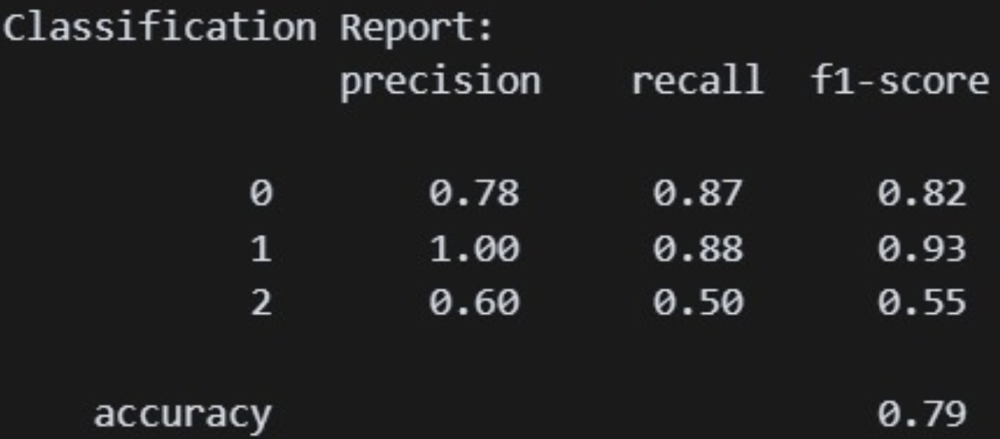 Classification Report:
precision recall f1-score
0 0.78 0.87 0.82
1 1.00 0.88 0.93
2 0.60 0.50 0.55
accuracy 0.79